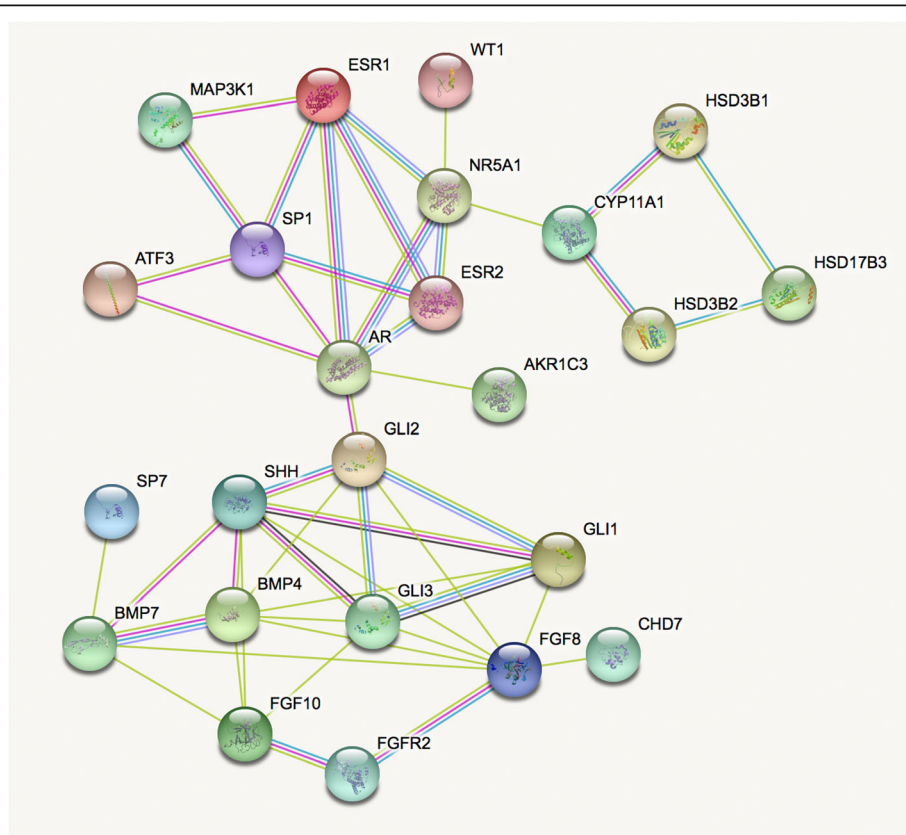 WT1
ESR1
MAP3K1
HSD3B1
NR5A1
CYP11A1
SP1
ATF3
ESR2
HSD17B3
HSD3B2
AR
AKR1C3
GLI2
SHH
SP7
GLI1
BMP4
GLI3
BMP7
CHD7
FGF8
FGF10
FGFR2